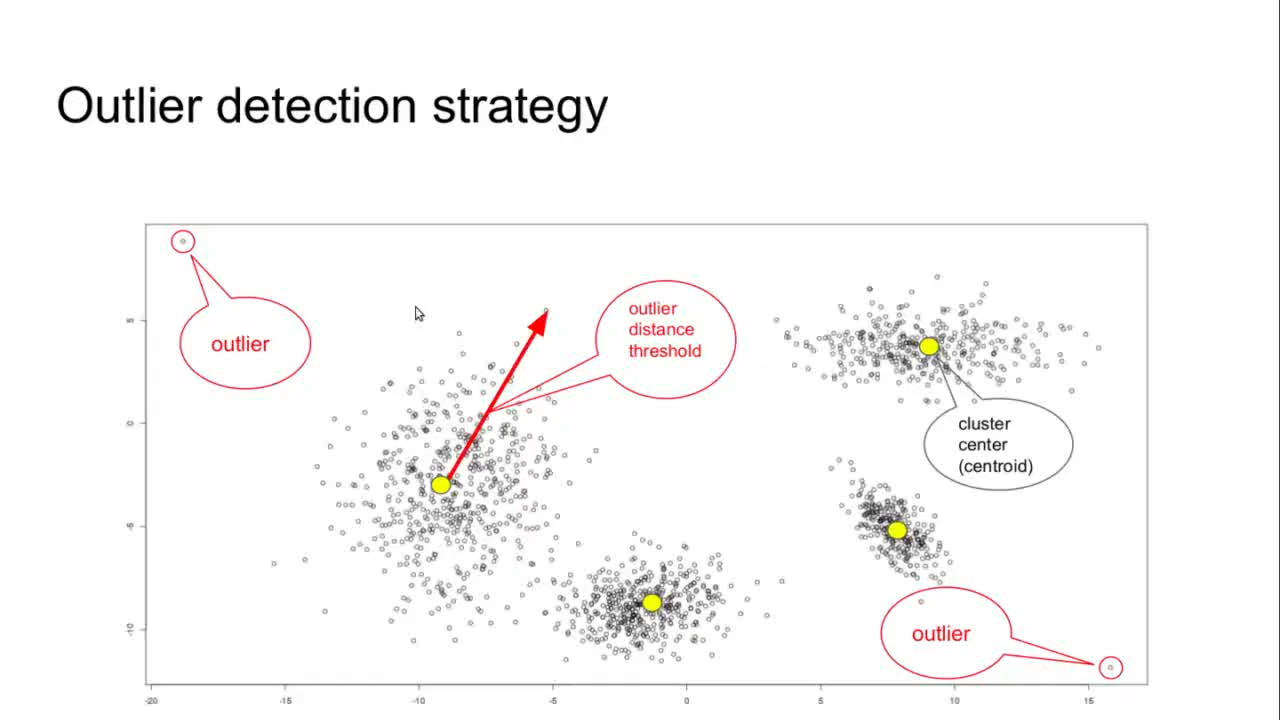 Outlier detection strategy
outlier
outlier
distance
threshold
cluster
center
(centroid)
outlier
5
0
-5
-10
-20
-15
-10
-5
0
5
10
15